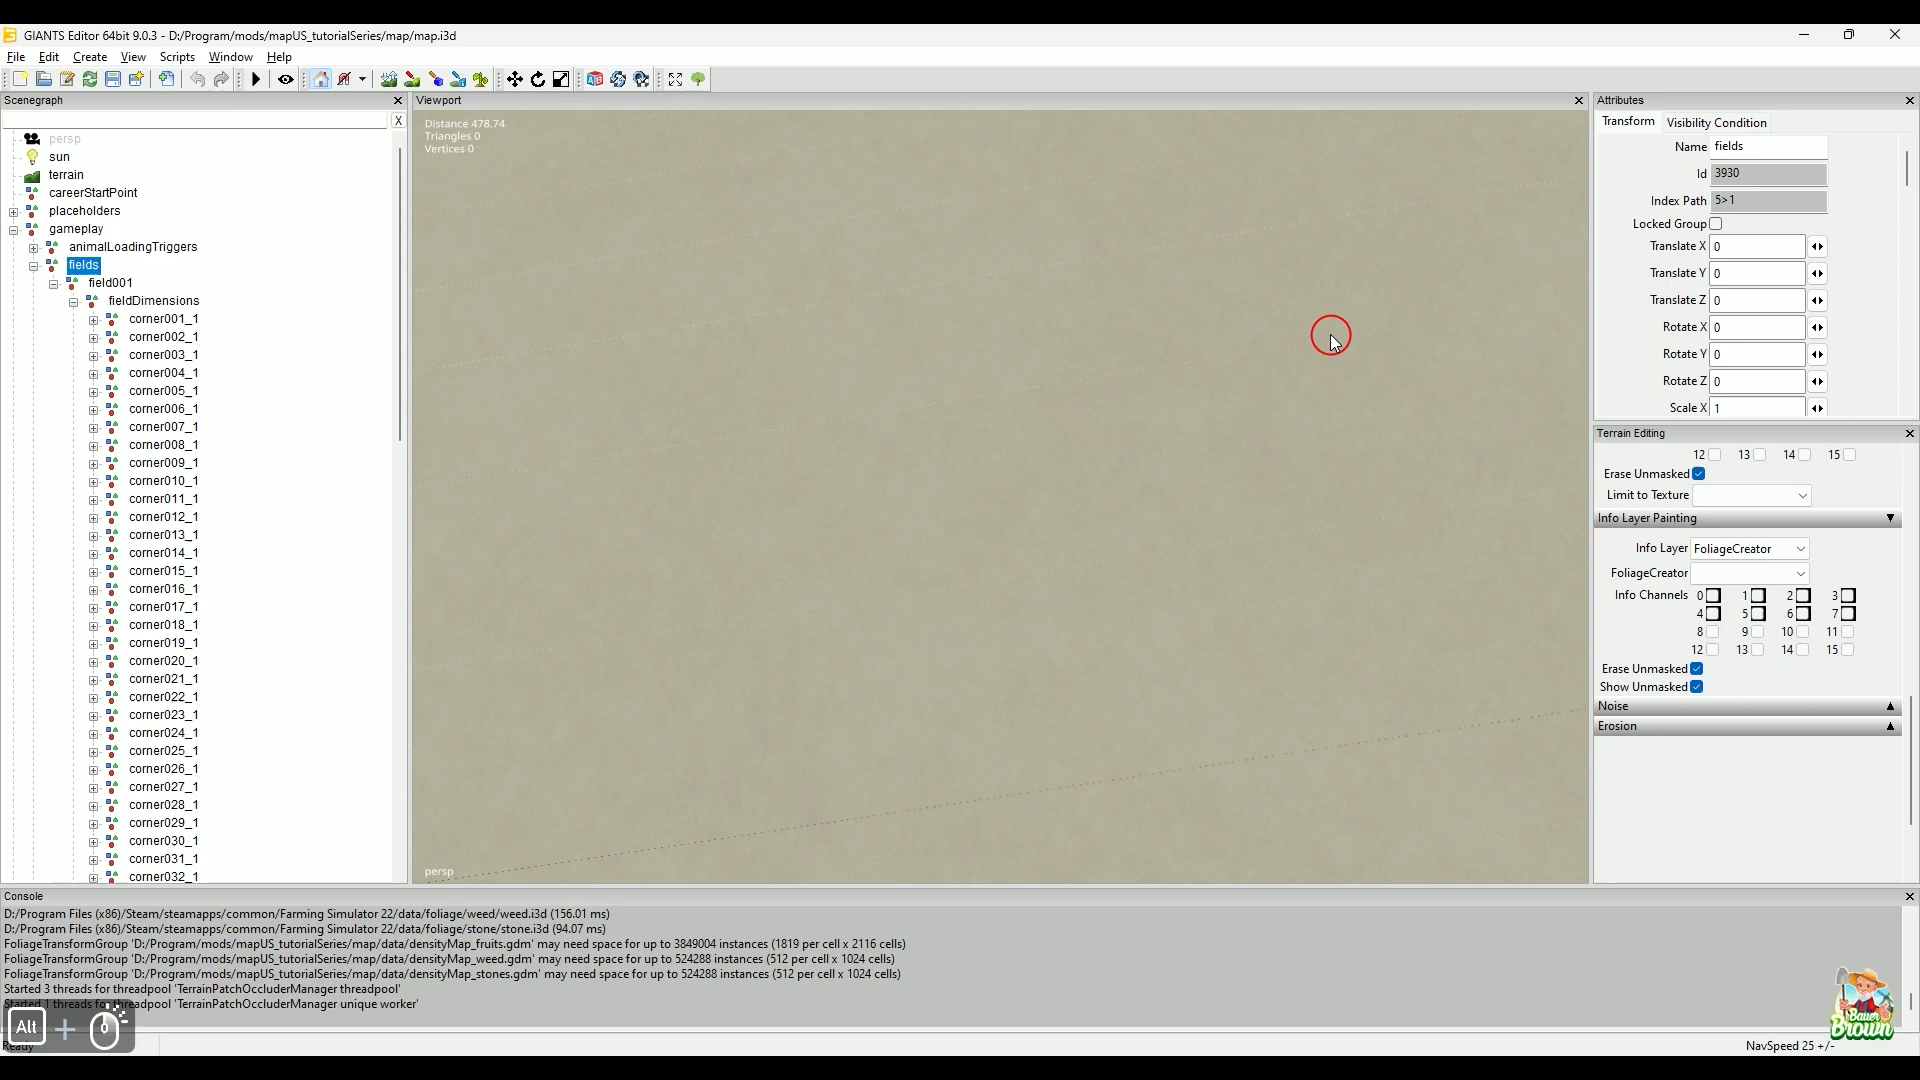 GIANTS Editor 64bit 9.0.3 - D:/Program/mods/mapUS_tutorialSeries/map/map.i3d
File Edit Create View Scripts Window Help
Scenegraph
X
persp
sun
terrain
careerStartPoint
placeholders
gameplay
animalLoadingTriggers
fields
field001
fieldDimensions
corner001_1
corner002_1
corner003_1
corner004_1
corner005_1
corner006_1
corner007_1
corner008_1
corner009_1
corner010_1
corner011_1
corner012_1
corner013_1
corner014_1
corner015_1
corner016_1
corner017_1
corner018_1
corner019_1
corner020_1
corner021_1
corner022_1
corner023_1
corner024_1
corner025_1
corner026_1
corner027_1
corner028_1
corner029_1
corner030_1
corner031_1
corner032_1
Viewport
Distance 478.74
Triangles 0
Vertices 0
persp
Attributes
Transform Visibility Condition
Name fields
Id 3930
Index Path 5>1
Locked Group
Translate X 0
Translate Y 0
Translate Z 0
Rotate X 0
Rotate Y 0
Rotate Z 0
Scale X 1
Terrain Editing
12 13 14 15
Erase Unmasked
Limit to Texture
Info Layer Painting
Info Layer FoliageCreator
FoliageCreator
Info Channels 0 1 2 3
4 5 6 7
8 9 10 11
12 13 14 15
Erase Unmasked
Show Unmasked
Noise
Erosion
Console
D:/Program Files (x86)/Steam/steamapps/common/Farming Simulator 22/data/foliage/weed/weed.i3d (156.01 ms)
D:/Program Files (x86)/Steam/steamapps/common/Farming Simulator 22/data/foliage/stone/stone.i3d (94.07 ms)
FoliageTransformGroup 'D:/Program/mods/mapUS_tutorialSeries/map/data/densityMap_fruits.gdm' may need space for up to 3849004 instances (1819 per cell x 2116 cells)
FoliageTransformGroup 'D:/Program/mods/mapUS_tutorialSeries/map/data/densityMap_weed.gdm' may need space for up to 524288 instances (512 per cell x 1024 cells)
FoliageTransformGroup 'D:/Program/mods/mapUS_tutorialSeries/map/data/densityMap_stones.gdm' may need space for up to 524288 instances (512 per cell x 1024 cells)
Started 3 threads for threadpool 'TerrainPatchOccluderManager threadpool'
Started 1 threads for threadpool 'TerrainPatchOccluderManager unique worker'
Alt +
Ready
NavSpeed 25 +/-
Bauer
Brown